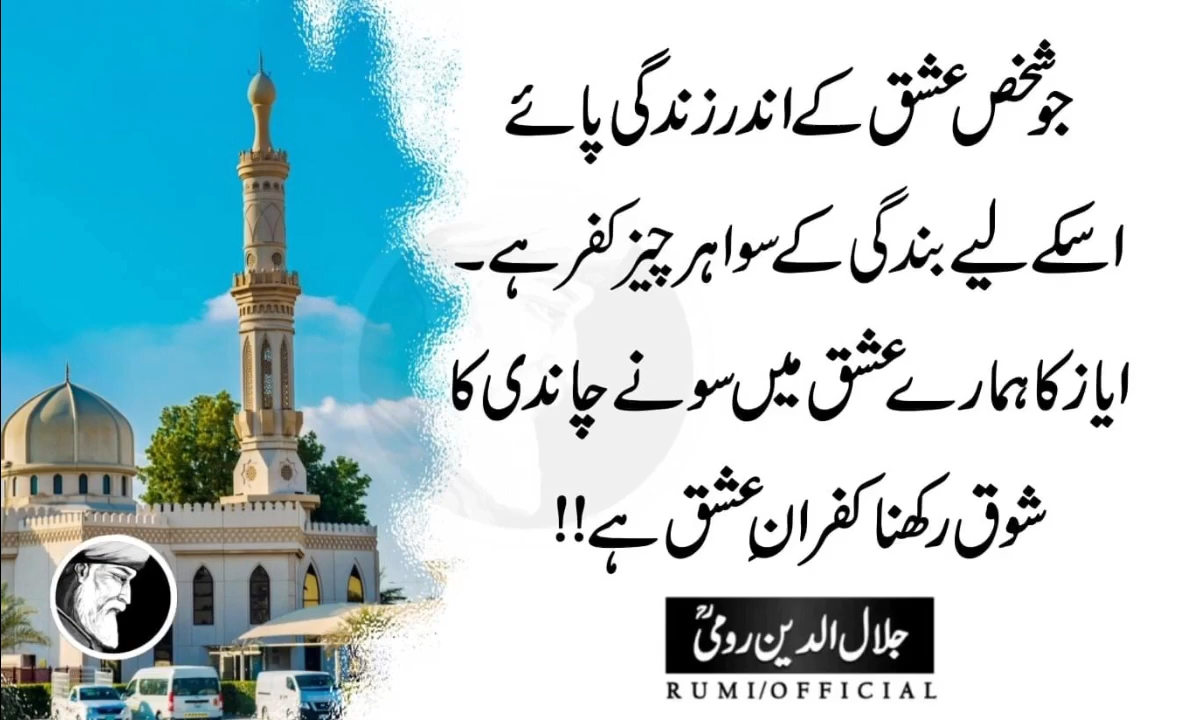 جو شخص عشق کے اندر زندگی پائے
اسکے لیے بندگی کے سوا ہر چیز کفر ہے۔
ایاز کا ہمارے عشق میں سونے چاندی کا
شوق رکھنا کفرانِ عشق ہے!!
جلال الدین رومیؒ
RUMI/OFFICIAL